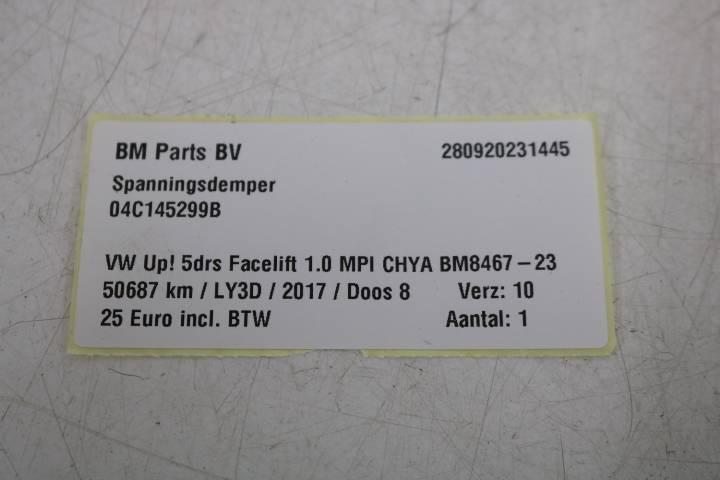 BM Parts BV 280920231445
Spanningsdemper
04C145299B
VW Up! 5drs Facelift 1.0 MPI CHYA BM8467-23
50687 km / LY3D / 2017 / Doos 8 Verz: 10
25 Euro incl. BTW Aantal: 1